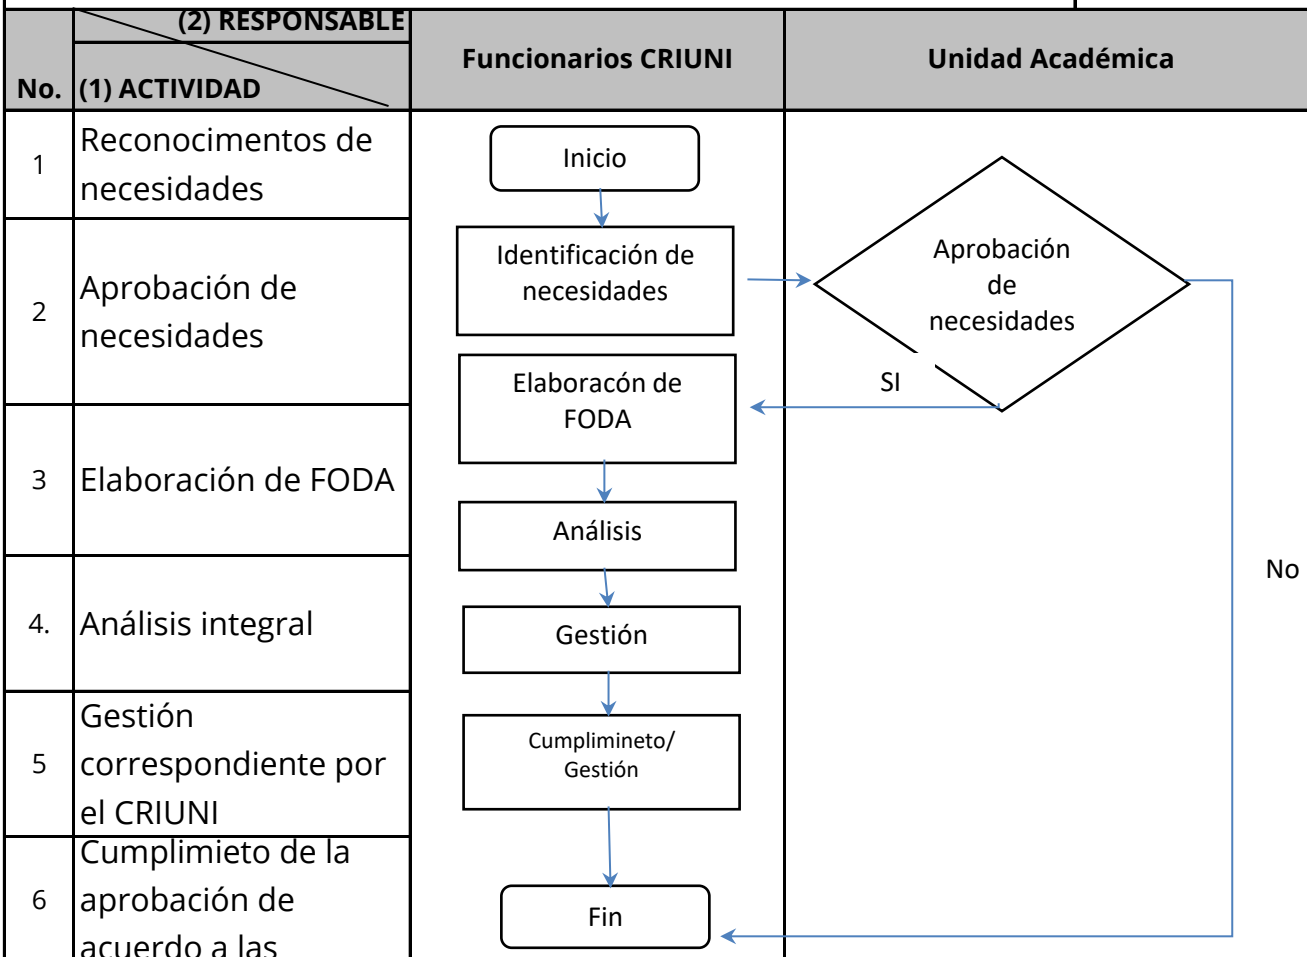 (2) RESPONSABLE
No.
(1) ACTIVIDAD
Funcionarios CRIUNI
Unidad Académica
1
Reconocimentos de
necesidades
2
Aprobación de
necesidades
3
Elaboración de FODA
4.
Análisis integral
5
Gestión
correspondiente por
el CRIUNI
6
Cumplimieto de la
aprobación de
acuerdo a las
Inicio
Identificación de
necesidades
Elaboracón de
FODA
Análisis
Gestión
Cumplimineto/
Gestión
Fin
Aprobación
de
necesidades
SI
No